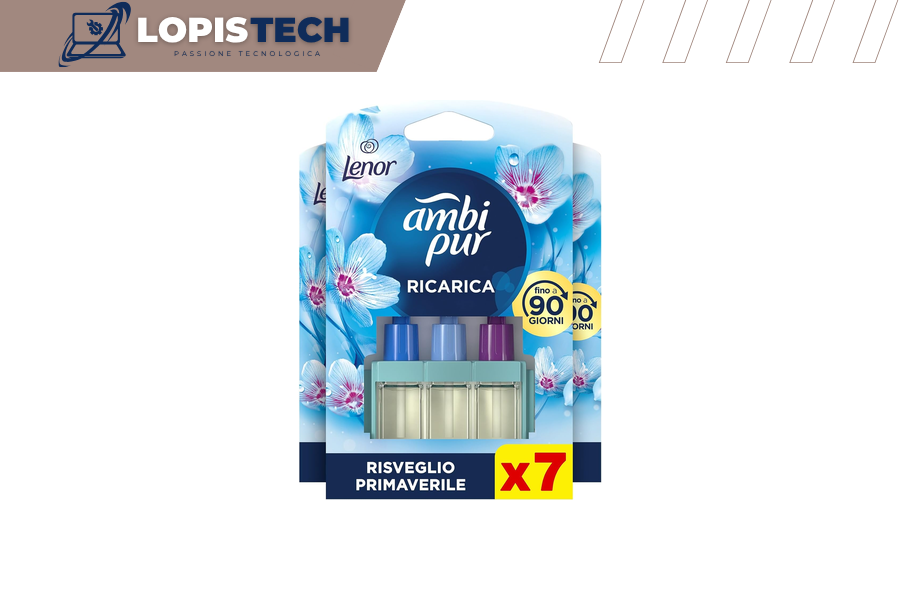 LOPISTECH
PASSIONE TECNOLOGICA
Lenor
ambi
pur
RICARICA
fino a
90
GIORNI
RISVEGLIO
PRIMAVERILE
x7